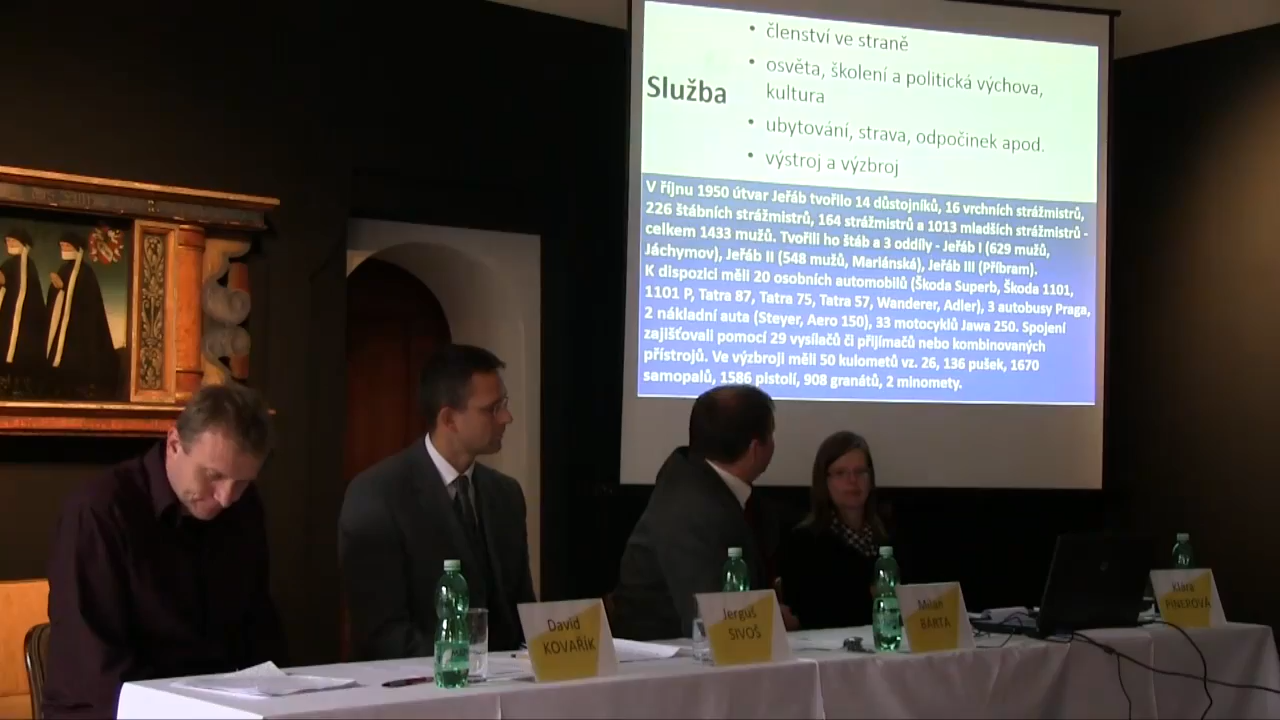 Služba
• členství ve straně
• osvěta, školení a politická výchova,
kultura
• ubytování, strava, odpočinek apod.
• výstroj a výzbroj
V říjnu 1950 útvar Jeřáb tvořilo 14 důstojníků, 16 vrchních strážmistrů,
226 štábních strážmistrů, 164 strážmistrů a 1013 mladších strážmistrů -
celkem 1433 mužů. Tvořili ho štáb a 3 oddíly - Jeřáb I (629 mužů,
Jáchymov), Jeřáb II (548 mužů, Mariánská), Jeřáb III (Příbram).
K dispozici měli 20 osobních automobilů (Škoda Superb, Škoda 1101,
1101 P, Tatra 87, Tatra 75, Tatra 57, Wanderer, Adler), 3 autobusy Praga,
2 nákladní auta (Steyer, Aero 150), 33 motocyklů Jawa 250. Spojení
zajišťovali pomocí 29 vysílačů či přijímačů nebo kombinovaných
přístrojů. Ve výzbroji měli 50 kulometů vz. 26, 136 pušek, 1670
samopalů, 1586 pistolí, 908 granátů, 2 minomety.
David
KOVAŘÍK
Jerguš
SIVOŠ
Milan
BÁRTA
Klára
PINEROVÁ